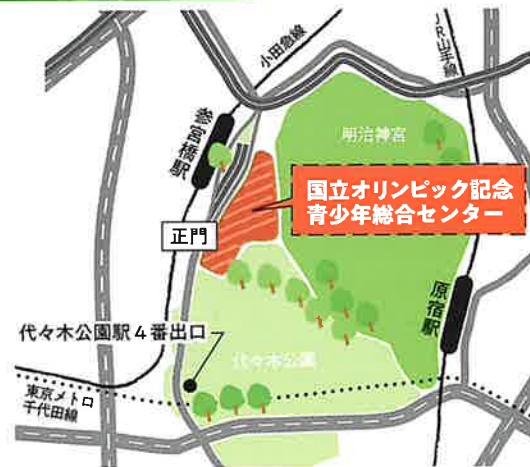 小田急線
JR山手線
参宮橋駅
明治神宮
国立オリンピック記念
青少年総合センター
正門
原宿駅
代々木公園駅4番出口
代々木公園
東京メトロ
千代田線